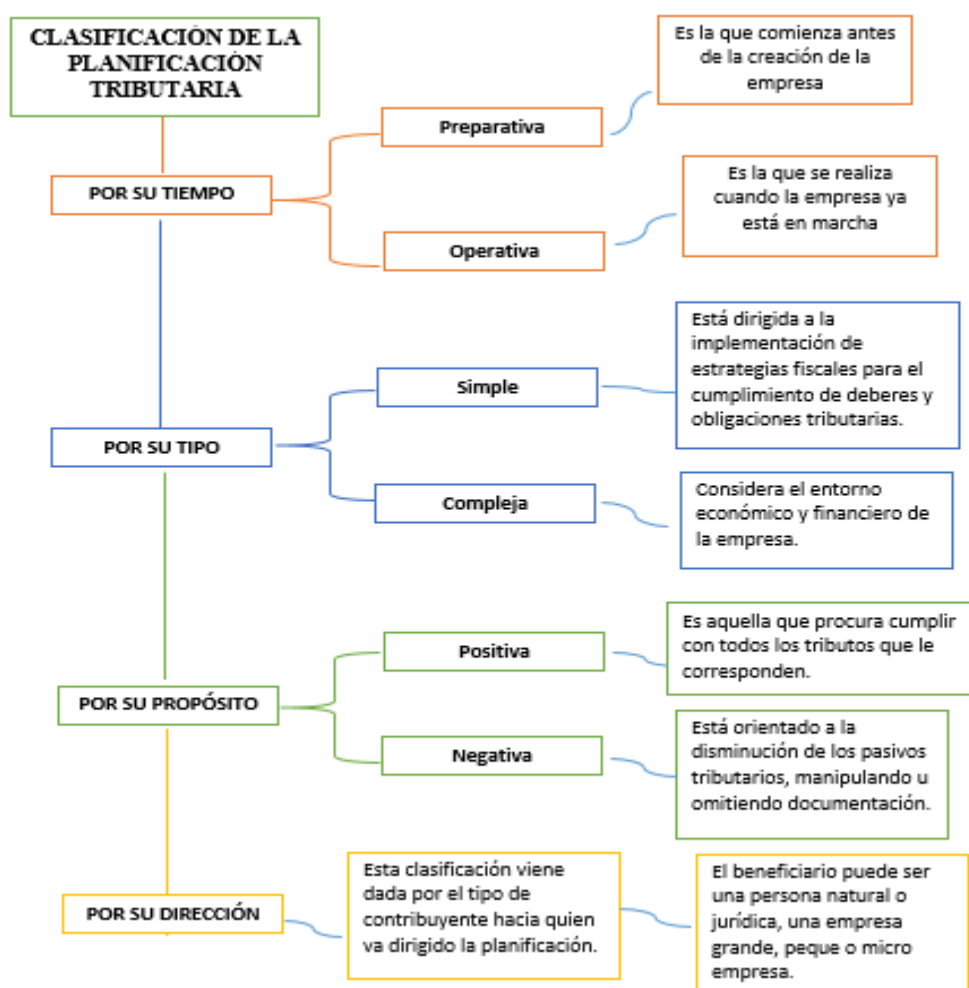 CLASIFICACIÓN DE LA
PLANIFICACIÓN
TRIBUTARIA
POR SU TIEMPO
Preparativa
Es la que comienza antes
de la creación de la
empresa
Operativa
Es la que se realiza
cuando la empresa ya
está en marcha
POR SU TIPO
Simple
Está dirigida a la
implementación de
estrategias fiscales para el
cumplimiento de deberes y
obligaciones tributarias.
Compleja
Considera el entorno
económico y financiero de
la empresa.
POR SU PROPÓSITO
Positiva
Es aquella que procura cumplir
con todos los tributos que le
corresponden.
Negativa
Está orientado a la
disminución de los pasivos
tributarios, manipulando u
omitiendo documentación.
POR SU DIRECCIÓN
Esta clasificación viene
dada por el tipo de
contribuyente hacia quien
va dirigido la planificación.
El beneficiario puede ser
una persona natural o
jurídica, una empresa
grande, peque o micro
empresa.